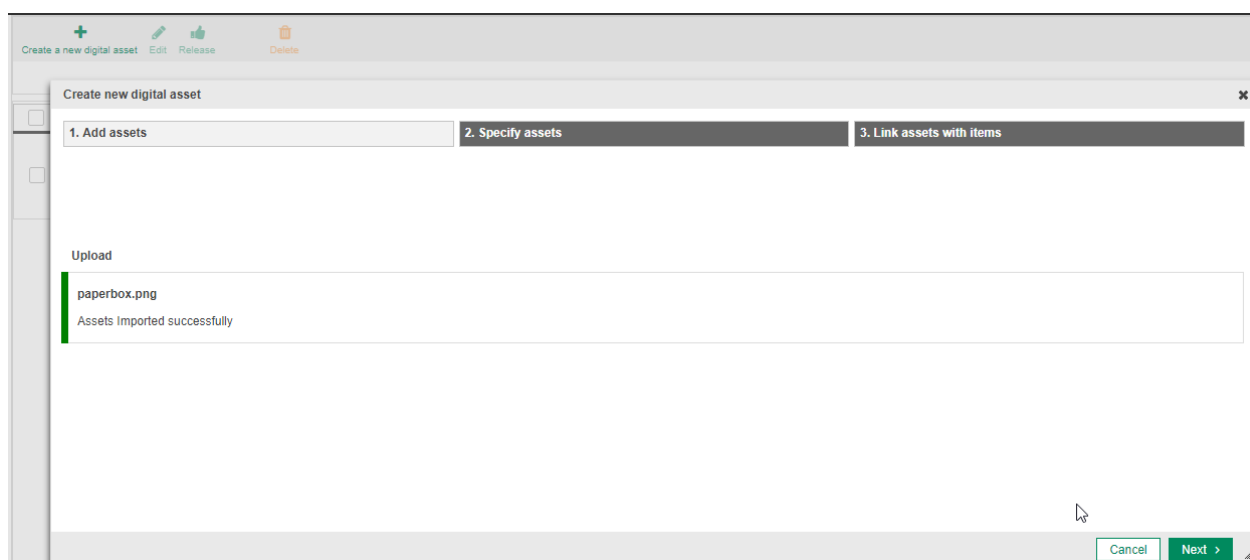 Create a new digital asset Edit Release Delete
Create new digital asset
1. Add assets 2. Specify assets 3. Link assets with items
Upload
paperbox.png
Assets Imported successfully
Cancel Next